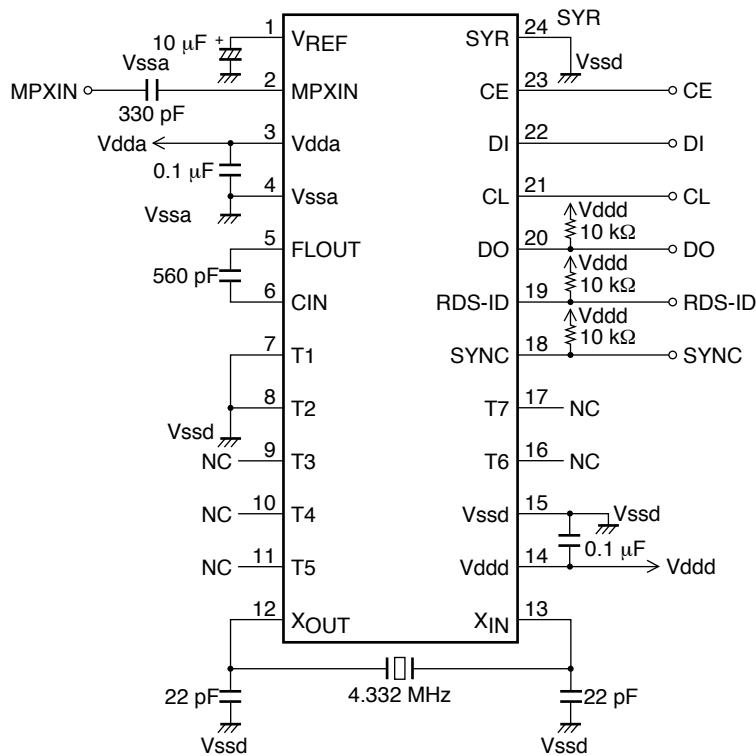 SYR
1 VREF SYR 24
10 μF +
Vssd
Vssa
MPXIN 2 MPXIN CE 23 CE
330 pF
Vdda 3 Vdda DI 22 DI
0.1 μF
4 Vssa CL 21 CL
Vssa
Vddd
10 kΩ
5 FLOUT DO 20 DO
560 pF
Vddd
10 kΩ
6 CIN RDS-ID 19 RDS-ID
Vddd
10 kΩ
7 T1 SYNC 18 SYNC
8 T2 T7 17 NC
Vssd
NC 9 T3 T6 16 NC
NC 10 T4 Vssd 15 Vssd
0.1 μF
NC 11 T5 Vddd 14 Vddd
12 XOUT XIN 13
22 pF 4.332 MHz 22 pF
Vssd Vssd